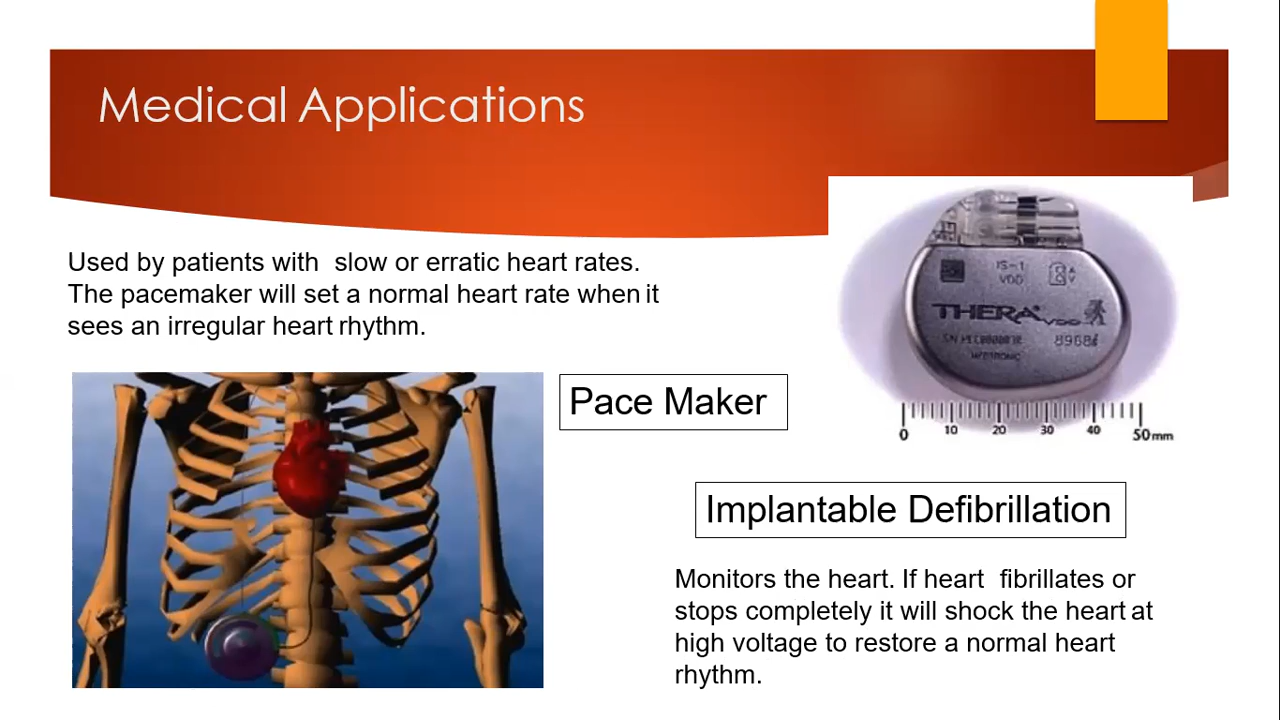 Medical Applications
Used by patients with slow or erratic heart rates.
The pacemaker will set a normal heart rate when it
sees an irregular heart rhythm.
IS-1
VDD
THERA
8968
MEDTRONIC
0 10 20 30 40 50mm
Pace Maker
Implantable Defibrillation
Monitors the heart. If heart fibrillates or
stops completely it will shock the heart at
high voltage to restore a normal heart
rhythm.